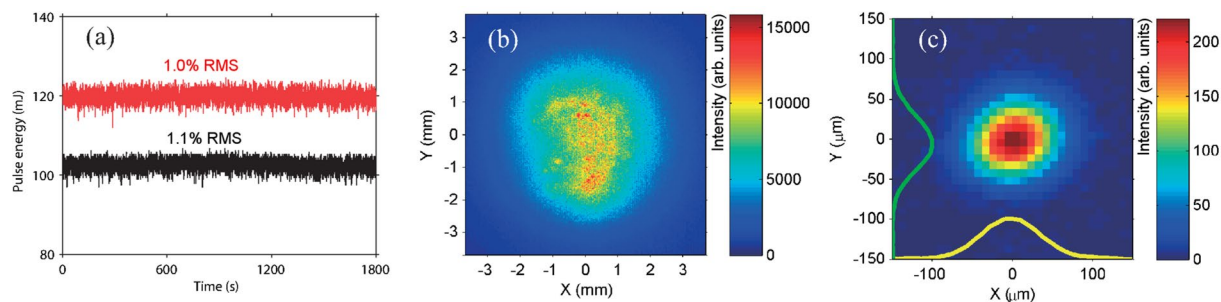 (a)
140
120
100
80
Pulse energy (mJ)
1.0% RMS
1.1% RMS
0 600 1200 1800
Time (s)
(b)
3
2
1
0
-1
-2
-3
Y (mm)
-3 -2 -1 0 1 2 3
X (mm)
Intensity (arb. units)
15000
10000
5000
0
(c)
150
100
50
0
-50
-100
-150
Y (μm)
-100 0 100
X (μm)
Intensity (arb. units)
200
150
100
50
0